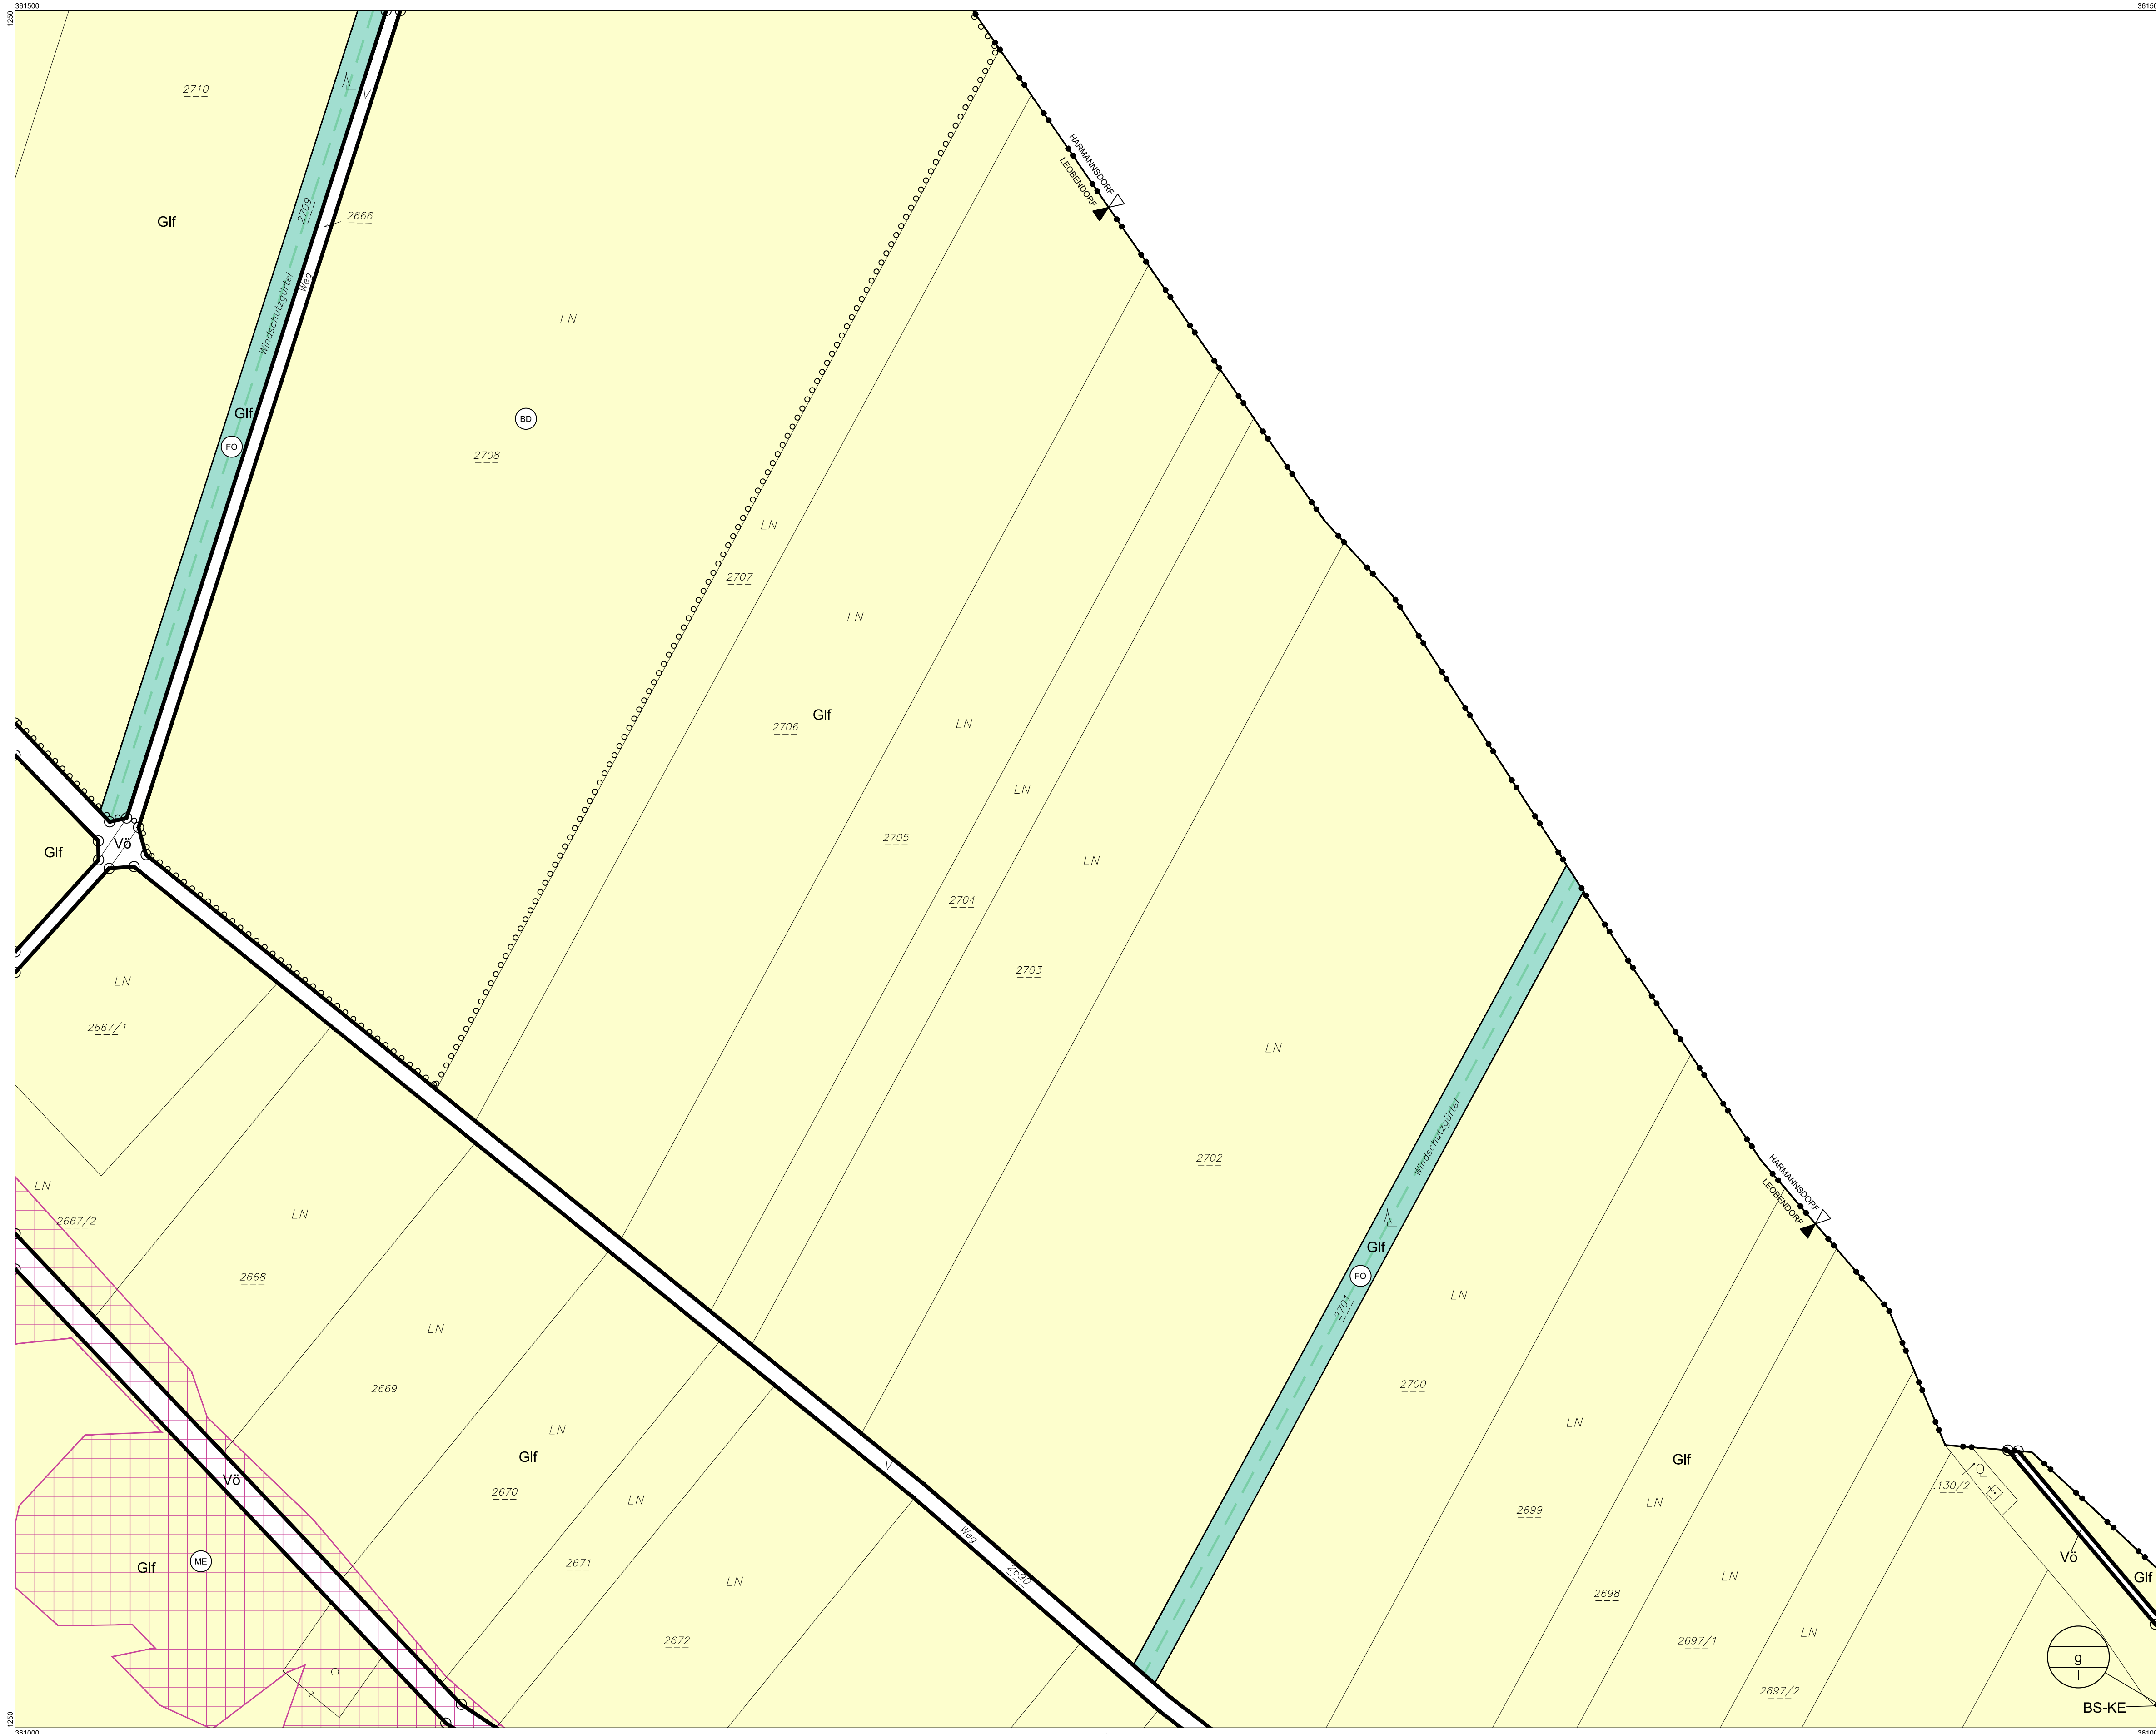 361500
3615
1250
2710
V
HARMANNSDORF
LEOBENDORF
2709
2666
Glf
Weg
Windschutzgürtel
LN
Glf
BD
FO
2708
LN
2707
LN
2706
Glf
LN
LN
2705
Vö
Glf
LN
2704
2703
LN
2667/1
LN
Windschutzgürtel
2702
HARMANNSDORF
LEOBENDORF
LN
2667/2
LN
2668
Glf
FO
2701
LN
LN
2669
2700
LN
LN
Glf
Glf
V
Vö
2670
LN
LN
2699
.130/2
Weg
Vö
Glf
ME
2671
2690
LN
LN
Glf
2698
2672
LN
2697/1
g
I
2697/2
BS-KE
1250
361000
3610